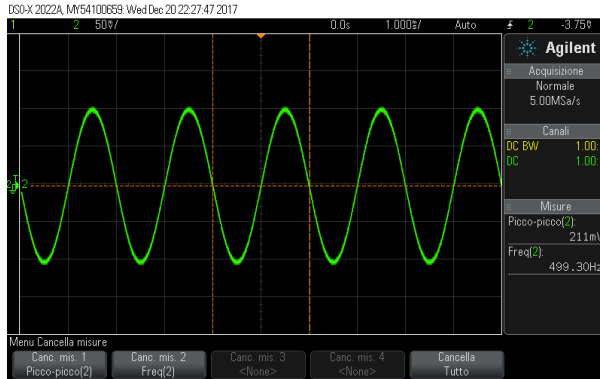 DSO-X 2022A, MY54100659: Wed Dec 20 22:27:47 2017
1 2 50♈/ 0.0s 1.000s/ Auto 2 -3.75♈
Agilent
Acquisizione
Normale
5.00MSa/s
Canali
DC BW 1.00:
DC 1.00:
Misure
Picco-picco(2):
211m
Freq(2):
499.30Hz
2
Menu Cancella misure
Canc. mis. 1
Picco-picco(2)
Canc. mis. 2
Freq(2)
Canc. mis. 3
<None>
Canc. mis. 4
<None>
Cancella
Tutto